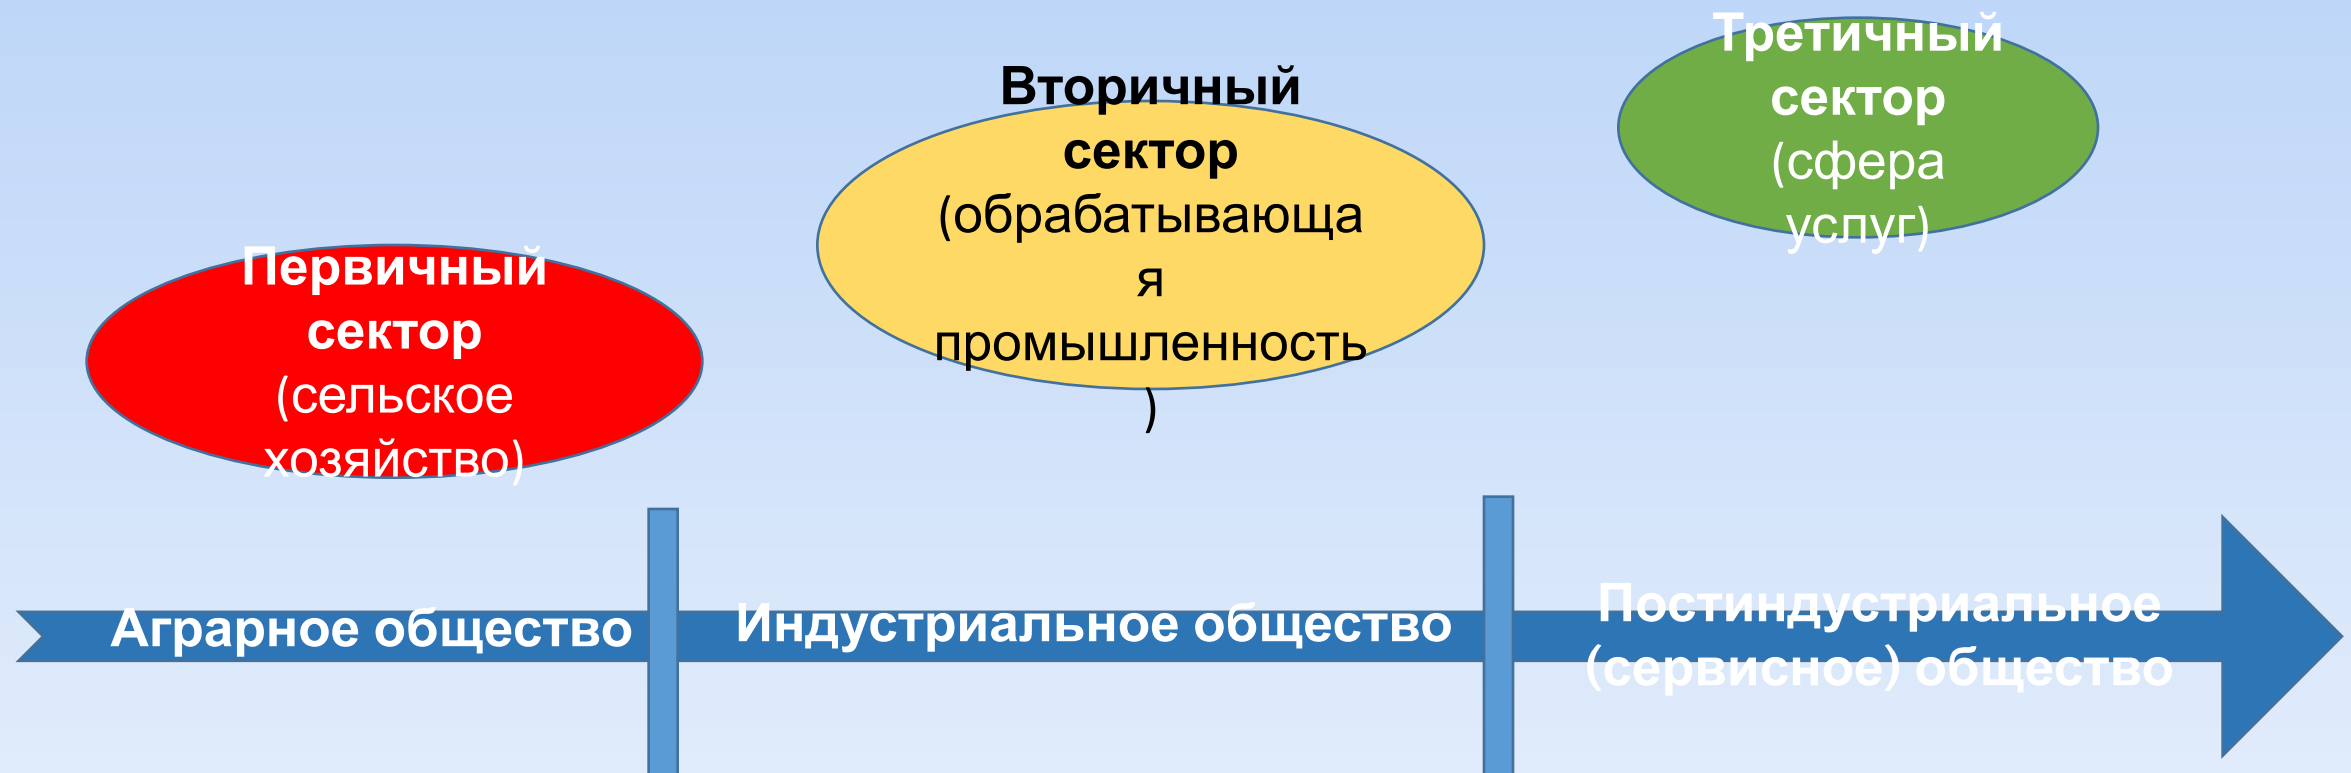 Первичный
сектор
(сельское
хозяйство)
Вторичный
сектор
(обрабатывающа
я
промышленность
)
Третичный
сектор
(сфера
услуг)
Аграрное общество
Индустриальное общество
Постиндустриальное
(сервисное) общество